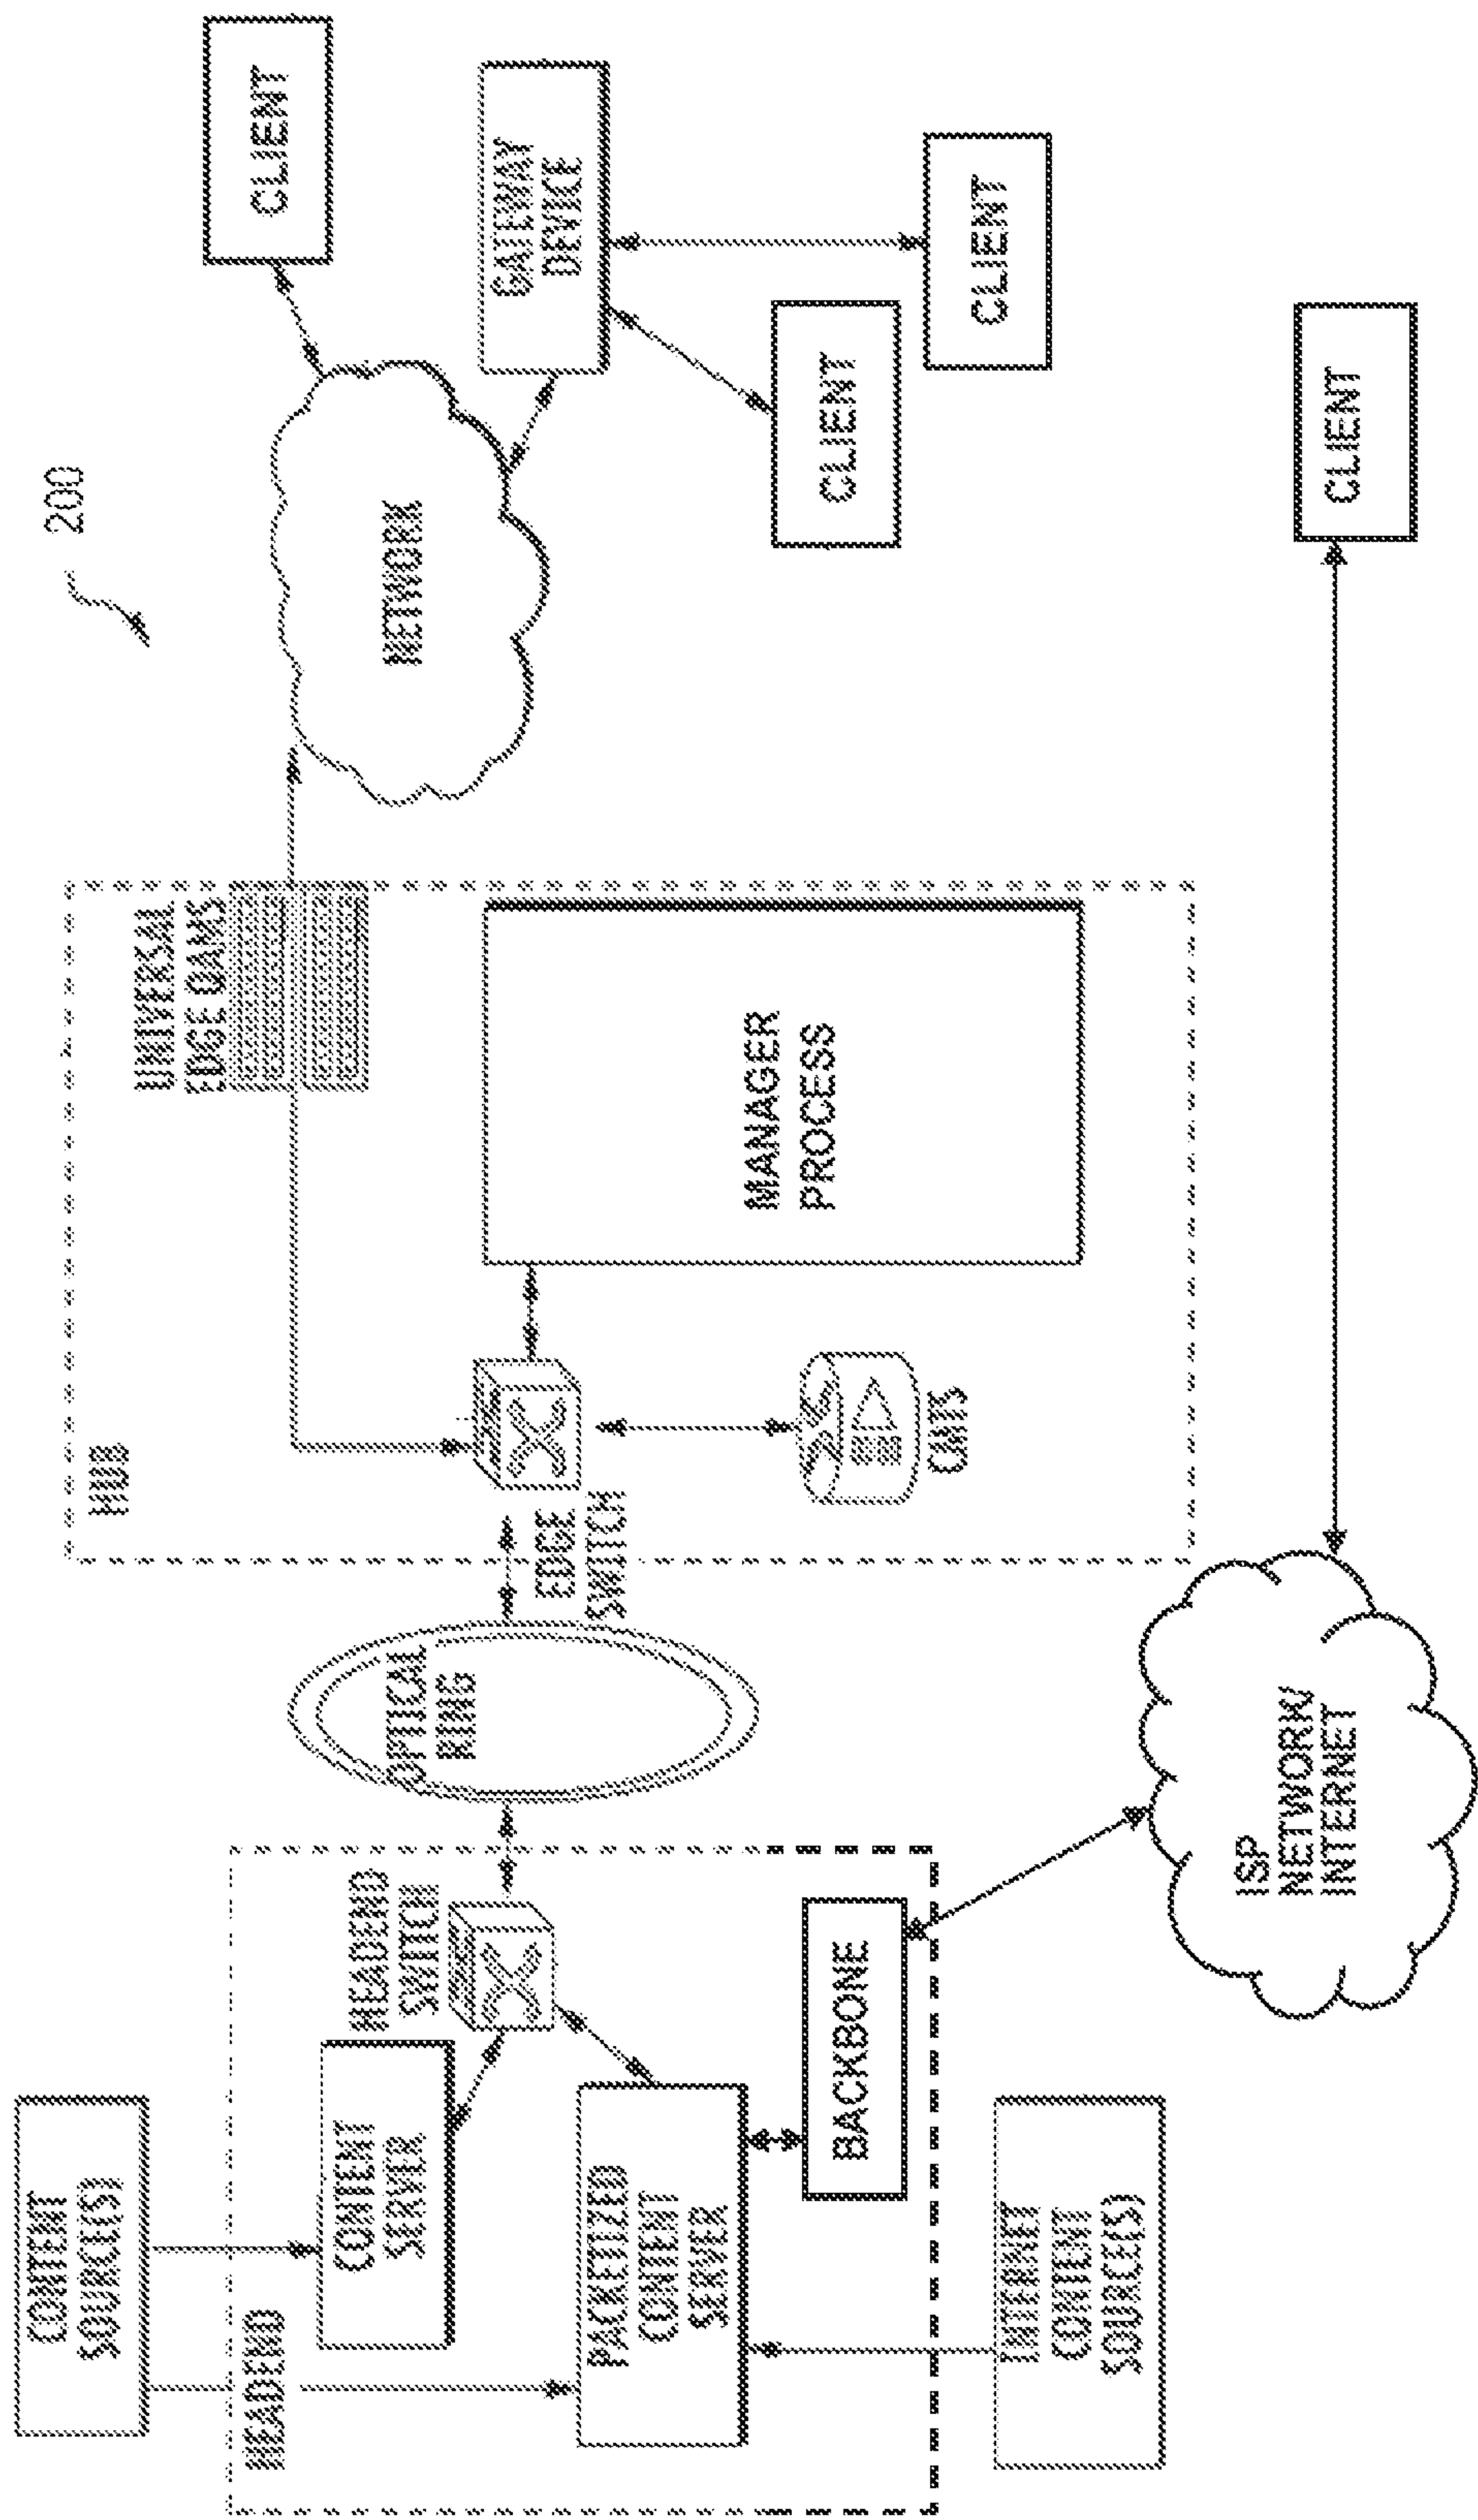 200
CONTENT
SOURCE(S)
HEADEND
CONTENT
SERVER
HEADEND
SWITCH
PACKETIZED
CONTENT
SERVER
BACKBONE
INTERNET
CONTENT
SOURCE(S)
OPTICAL
RING
HUB
EDGE
SWITCH
UNIVERSAL
EDGE QAMS
MANAGER
PROCESS
CMTS
NETWORK
CLIENT
GATEWAY
DEVICE
CLIENT
CLIENT
ISP
NETWORK/
INTERNET
CLIENT